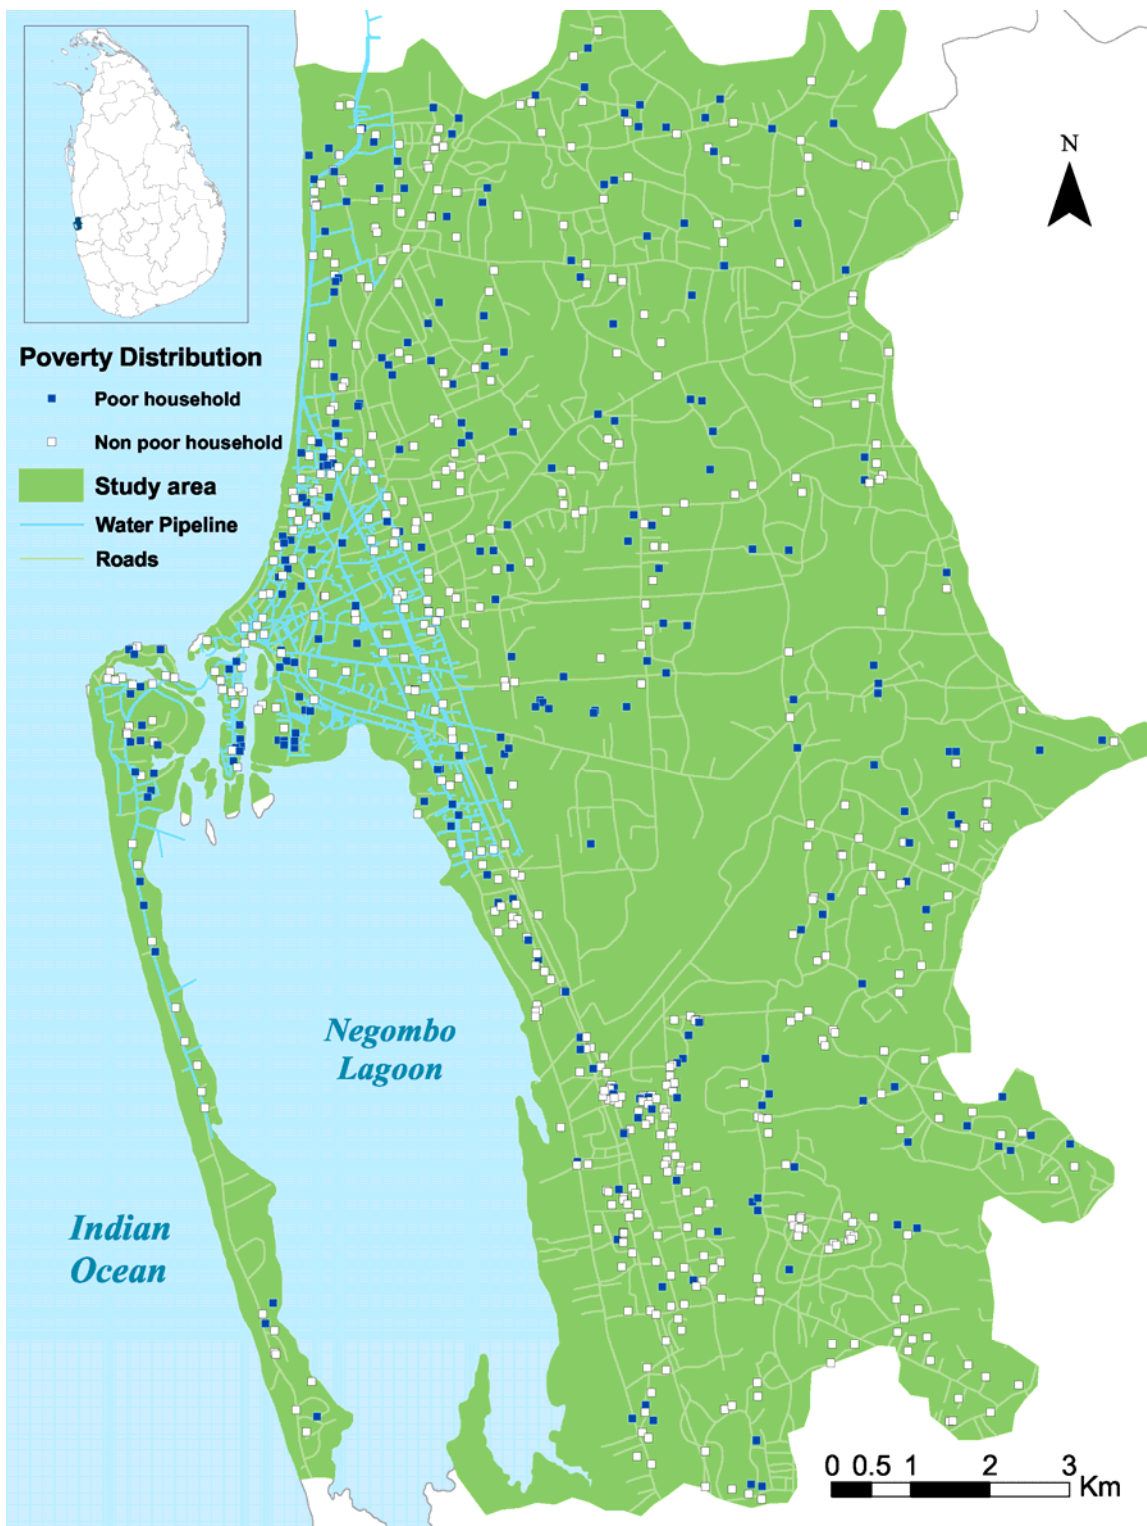 N
Poverty Distribution
Poor household
Non poor household
Study area
Water Pipeline
Roads
Negombo
Lagoon
Indian
Ocean
0 0.5 1 2 3
Km